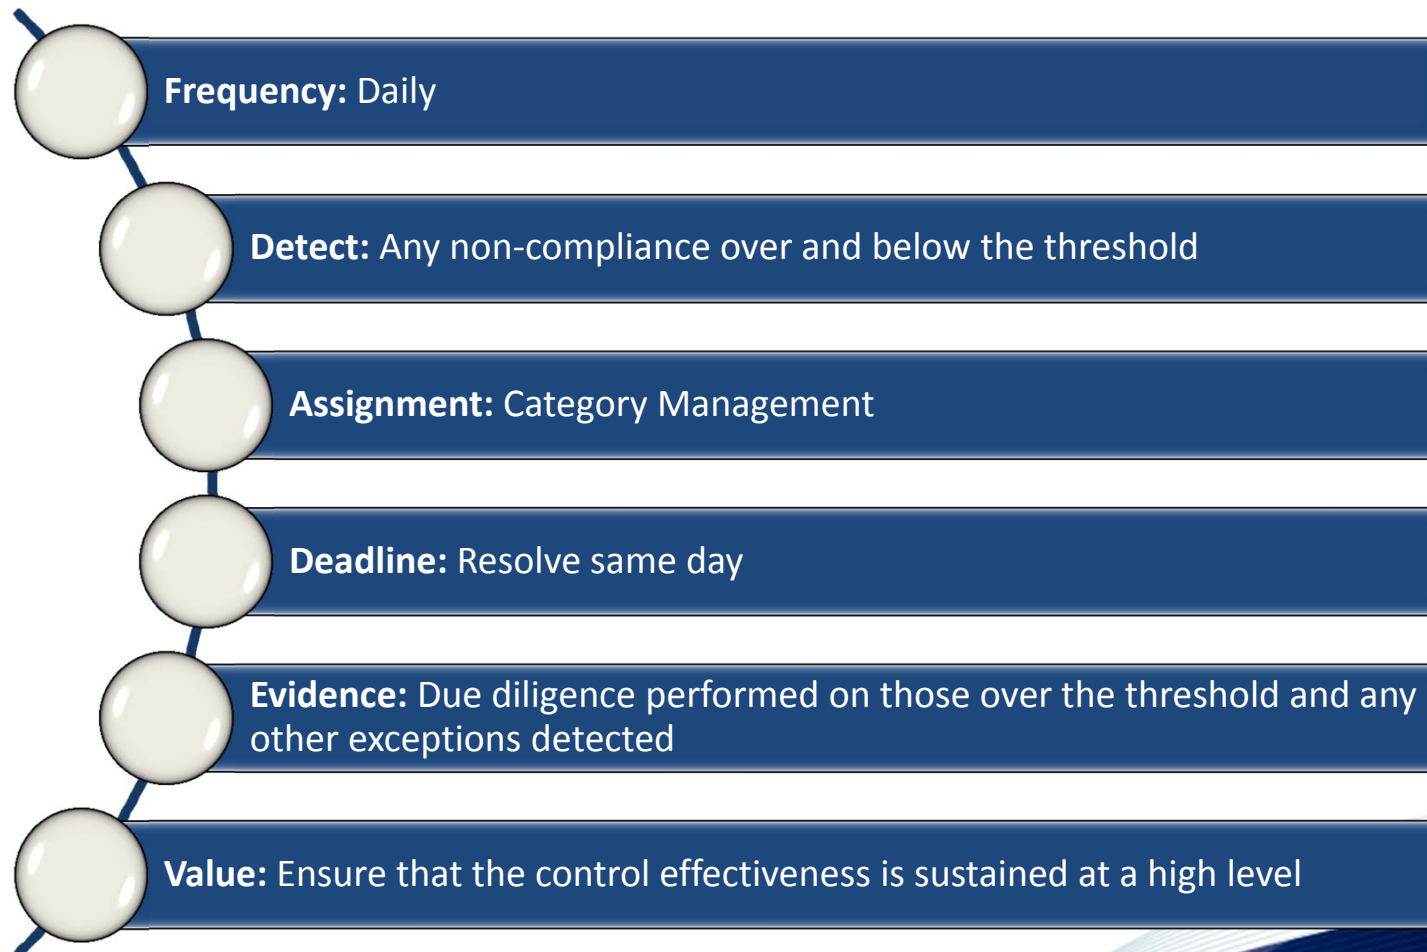 Frequency: Daily
Detect: Any non-compliance over and below the threshold
Assignment: Category Management
Deadline: Resolve same day
Evidence: Due diligence performed on those over the threshold and any
other exceptions detected
Value: Ensure that the control effectiveness is sustained at a high level